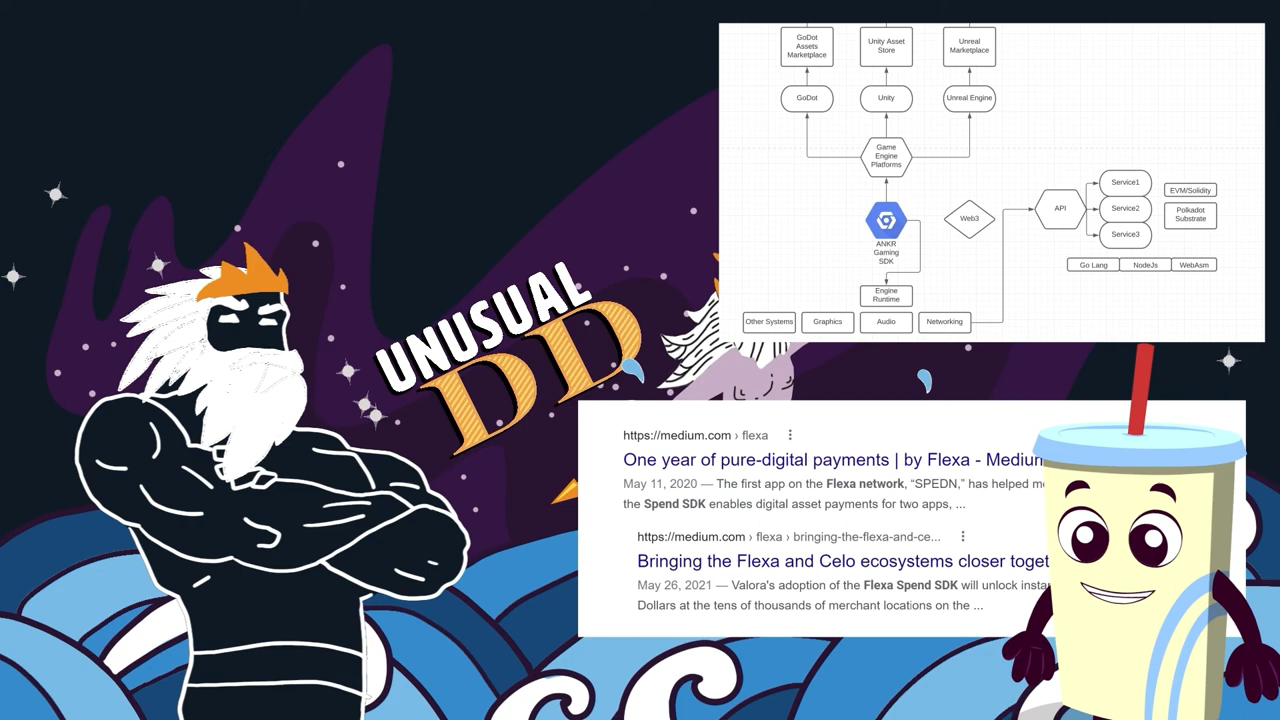 GoDot
Assets
Marketplace
Unity Asset
Store
Unreal
Marketplace
GoDot
Unity
Unreal Engine
Game
Engine
Platforms
Service1
API
Service2
Service3
EVM/Solidity
Polkadot
Substrate
Web3
ANKR
Gaming
SDK
Go Lang
NodeJs
WebAsm
Engine
Runtime
Other Systems
Graphics
Audio
Networking
UNUSUAL
DD
https://medium.com › flexa
One year of pure-digital payments | by Flexa - Medium
May 11, 2020 — The first app on the Flexa network, “SPEDN,” has helped
the Spend SDK enables digital asset payments for two apps, ...
https://medium.com › flexa › bringing-the-flexa-and-ce...
Bringing the Flexa and Celo ecosystems closer
May 26, 2021 — Valora's adoption of the Flexa Spend SDK will unlock
Dollars at the tens of thousands of merchant locations on the ...